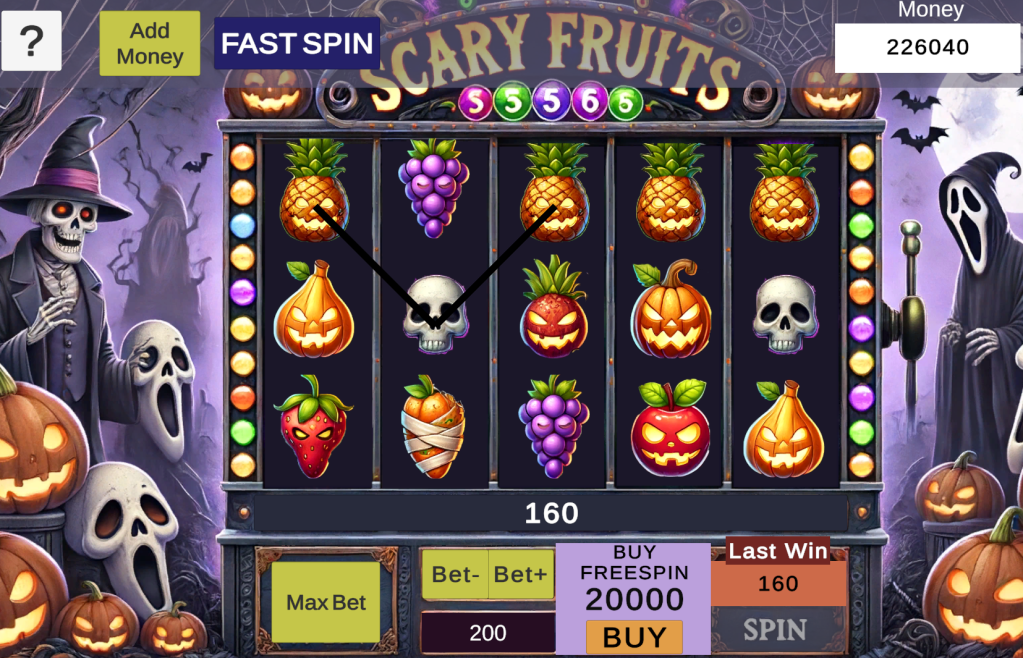 ?
Add
Money
FAST SPIN
Money
226040
SCARY FRUITS
S 5 5 6 6
160
Max Bet
Bet- Bet+
200
BUY
FREESPIN
20000
BUY
Last Win
160
SPIN